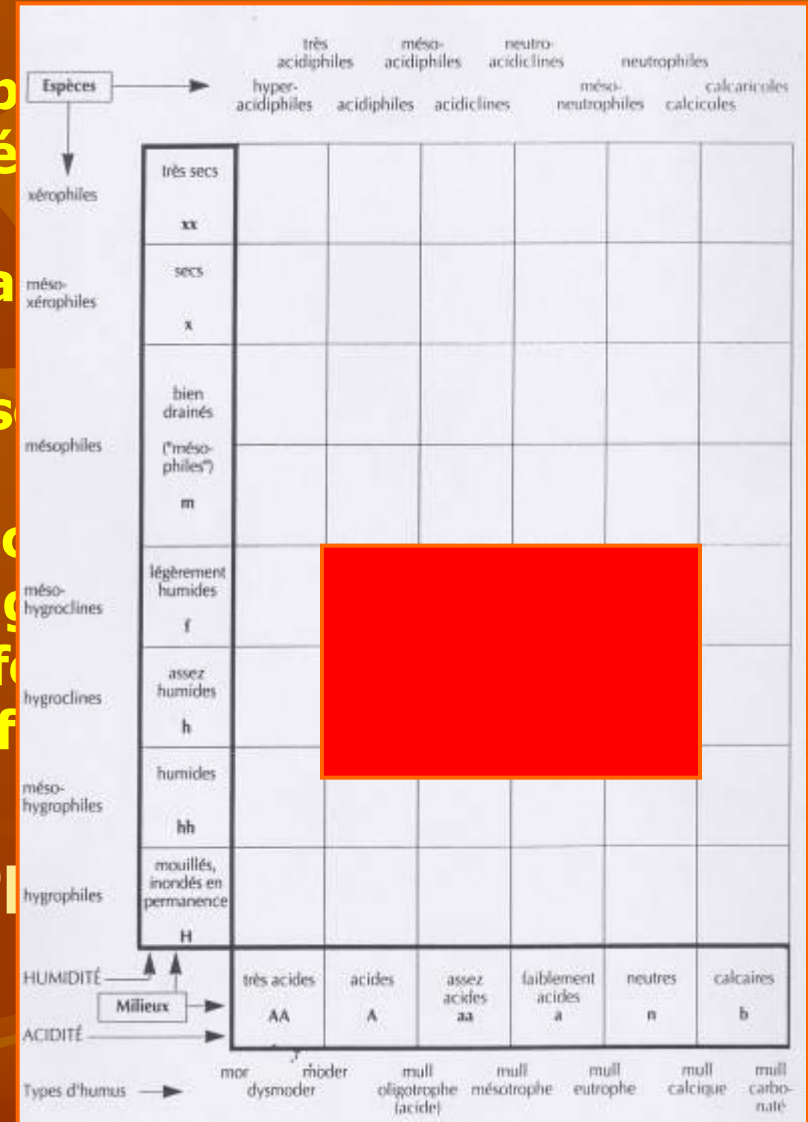 très
acidiphiles
méso-
acidiphiles
neutro-
acidiclines
neutrophiles
Espèces
hyper-
acidiphiles
acidiphiles
acidiclines
méso-
neutrophiles
calcicoles
calcaricoles
xérophiles
très secs
xx
méso-
xérophiles
secs
x
mésophiles
bien
drainés
("méso-
philes")
m
méso-
hygroclines
légèrement
humides
f
hygroclines
assez
humides
h
méso-
hygrophiles
humides
hh
hygrophiles
mouillés,
inondés en
permanence
H
HUMIDITÉ
Milieux
ACIDITÉ
très acides
AA
acides
A
assez
acides
aa
faiblement
acides
a
neutres
n
calcaires
b
Types d'humus
mor
dysmoder
moder
mull
oligotrophe
(acide)
mull
mésotrophe
mull
eutrophe
mull
calcique
mull
carbo-
naté